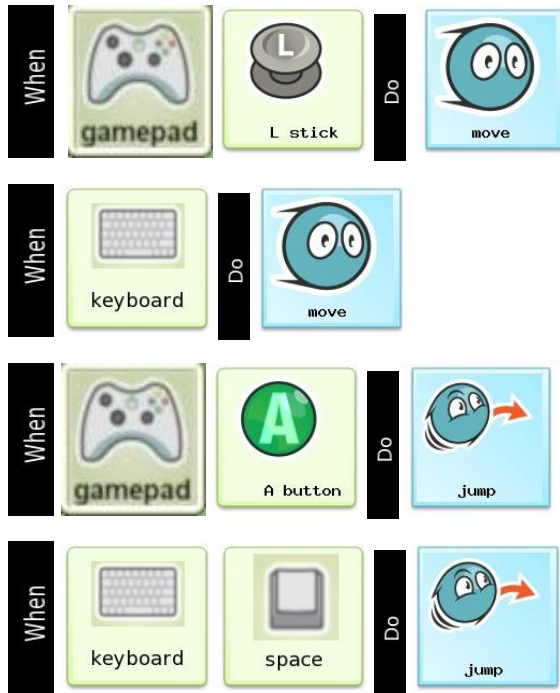 When gamepad L L stick Do move
When keyboard Do move
When gamepad A A button Do jump
When keyboard space Do jump